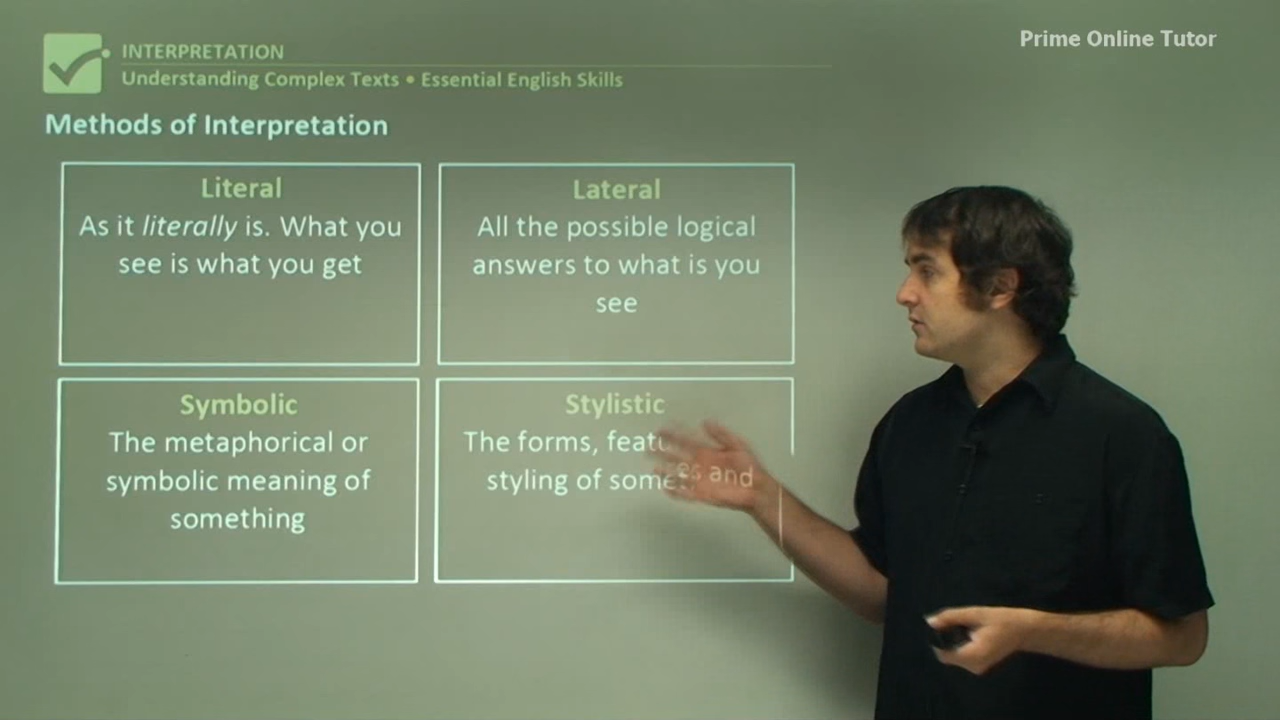 Prime Online Tutor
INTERPRETATION
Understanding Complex Texts • Essential English Skills
Methods of Interpretation
Literal
As it literally is. What you
see is what you get
Lateral
All the possible logical
answers to what is you
see
Symbolic
The metaphorical or
symbolic meaning of
something
Stylistic
The forms, and
styling of